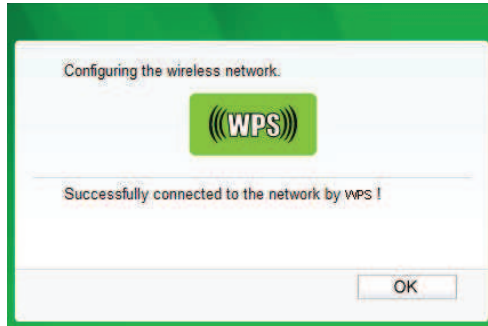 Configuring the wireless network.
(((WPS)))
Successfully connected to the network by WPS !
OK